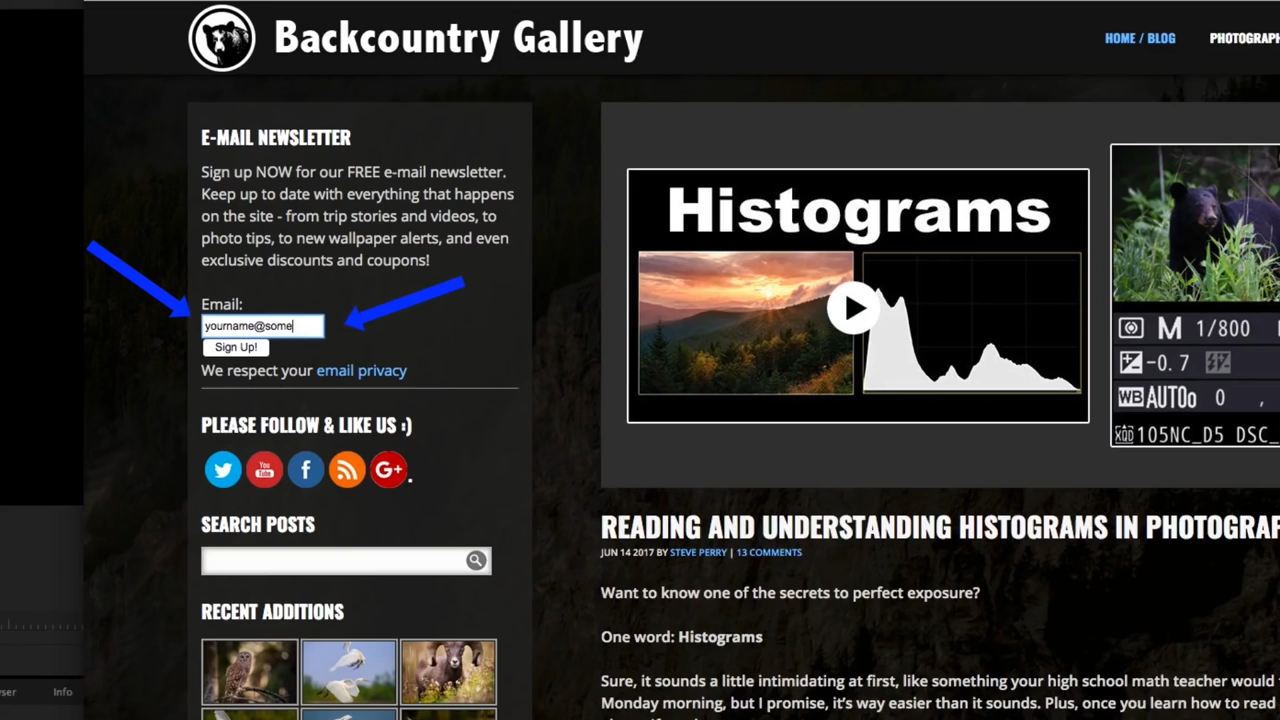 Backcountry Gallery
HOME / BLOG
E-MAIL NEWSLETTER
Sign up NOW for our FREE e-mail newsletter.
Keep up to date with everything that happens
on the site - from trip stories and videos, to
photo tips, to new wallpaper alerts, and even
exclusive discounts and coupons!
Email:
yourname@some
Sign Up!
We respect your email privacy
PLEASE FOLLOW & LIKE US :)
You
Tube
f
G+
.
SEARCH POSTS
RECENT ADDITIONS
Histograms
M 1/800
-0.7
WB AUTO0 0 ,
XQD 105NC_D5 DSC_
READING AND UNDERSTANDING HISTOGRAMS IN
JUN 14 2017 BY STEVE PERRY | 13 COMMENTS
Want to know one of the secrets to perfect exposure?
One word: Histograms
Sure, it sounds a little intimidating at first, like something your high school math teacher would
Monday morning, but I promise, it's way easier than it sounds. Plus, once you learn how to read
Info